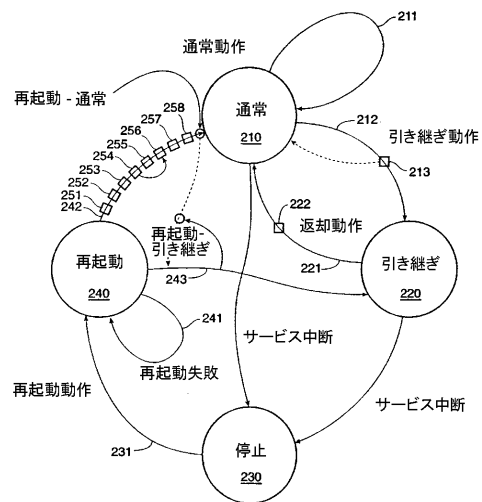 211
通常動作
再起動 - 通常
258
257
256
255
254
253
252
251
242
通常
210
212
引き継ぎ動作
213
222
返却動作
221
再起動-
引き継ぎ
243
再起動
240
引き継ぎ
220
241
再起動失敗
サービス中断
サービス中断
再起動動作
231
停止
230